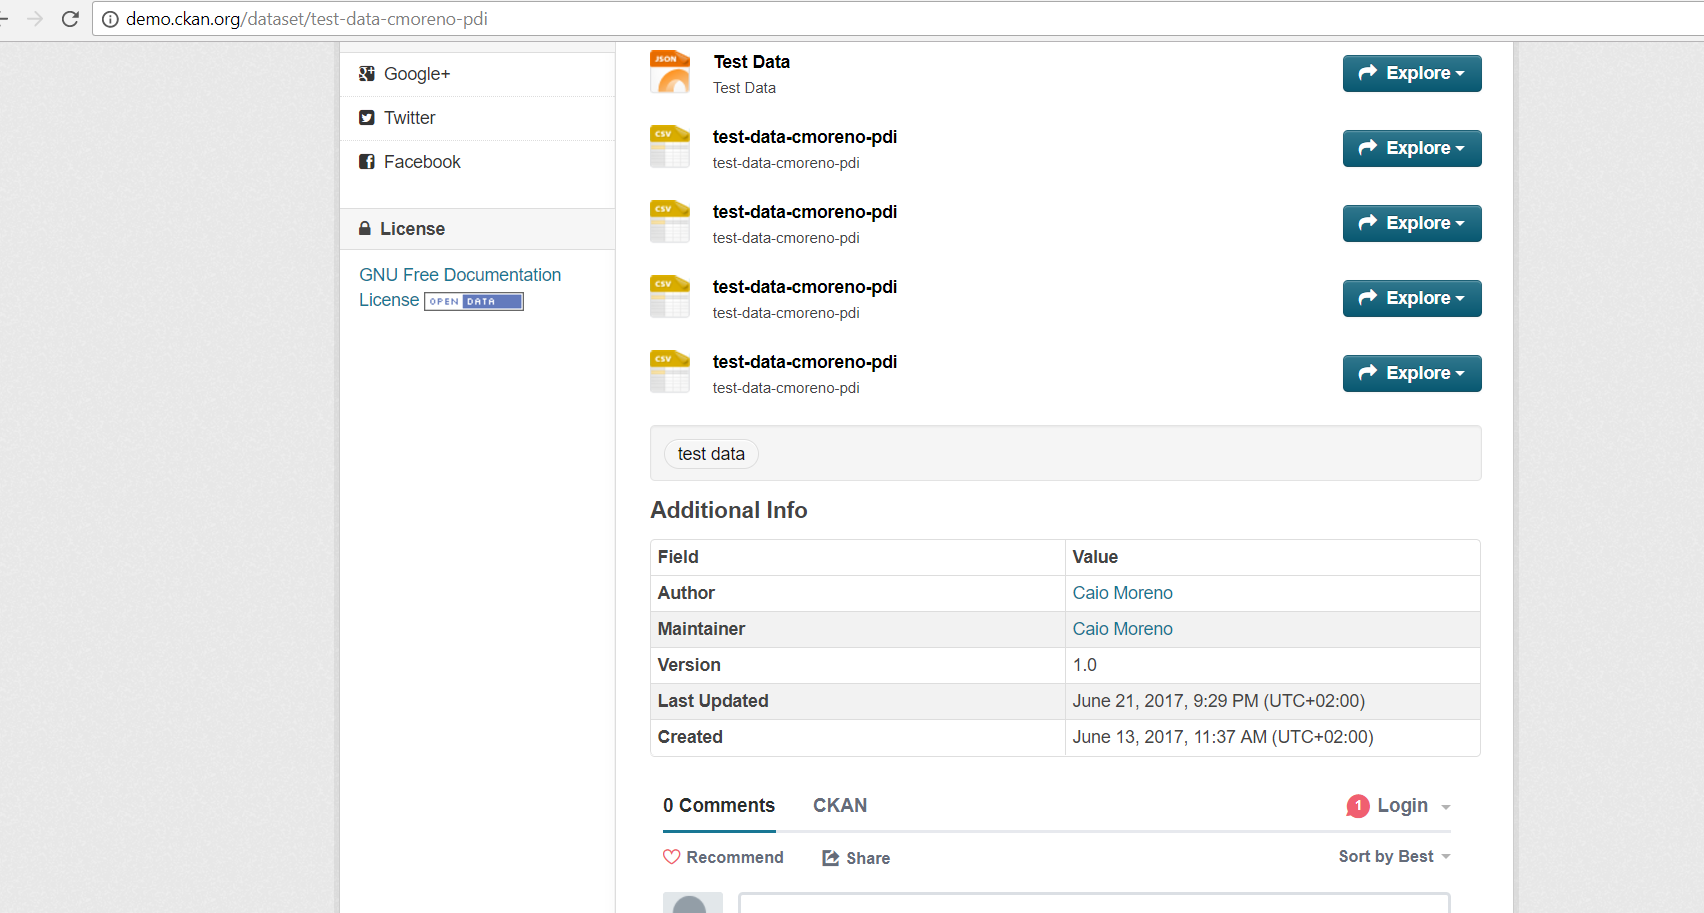 demo.ckan.org/dataset/test-data-cmoreno-pdi
Google+
Twitter
Facebook
License
GNU Free Documentation
License OPEN DATA
JSON
Test Data
Test Data
Explore
CSV
test-data-cmoreno-pdi
test-data-cmoreno-pdi
Explore
CSV
test-data-cmoreno-pdi
test-data-cmoreno-pdi
Explore
CSV
test-data-cmoreno-pdi
test-data-cmoreno-pdi
Explore
CSV
test-data-cmoreno-pdi
test-data-cmoreno-pdi
Explore
test data
Additional Info
Field Value
Author Caio Moreno
Maintainer Caio Moreno
Version 1.0
Last Updated June 21, 2017, 9:29 PM (UTC+02:00)
Created June 13, 2017, 11:37 AM (UTC+02:00)
0 Comments CKAN 1 Login
Recommend Share Sort by Best